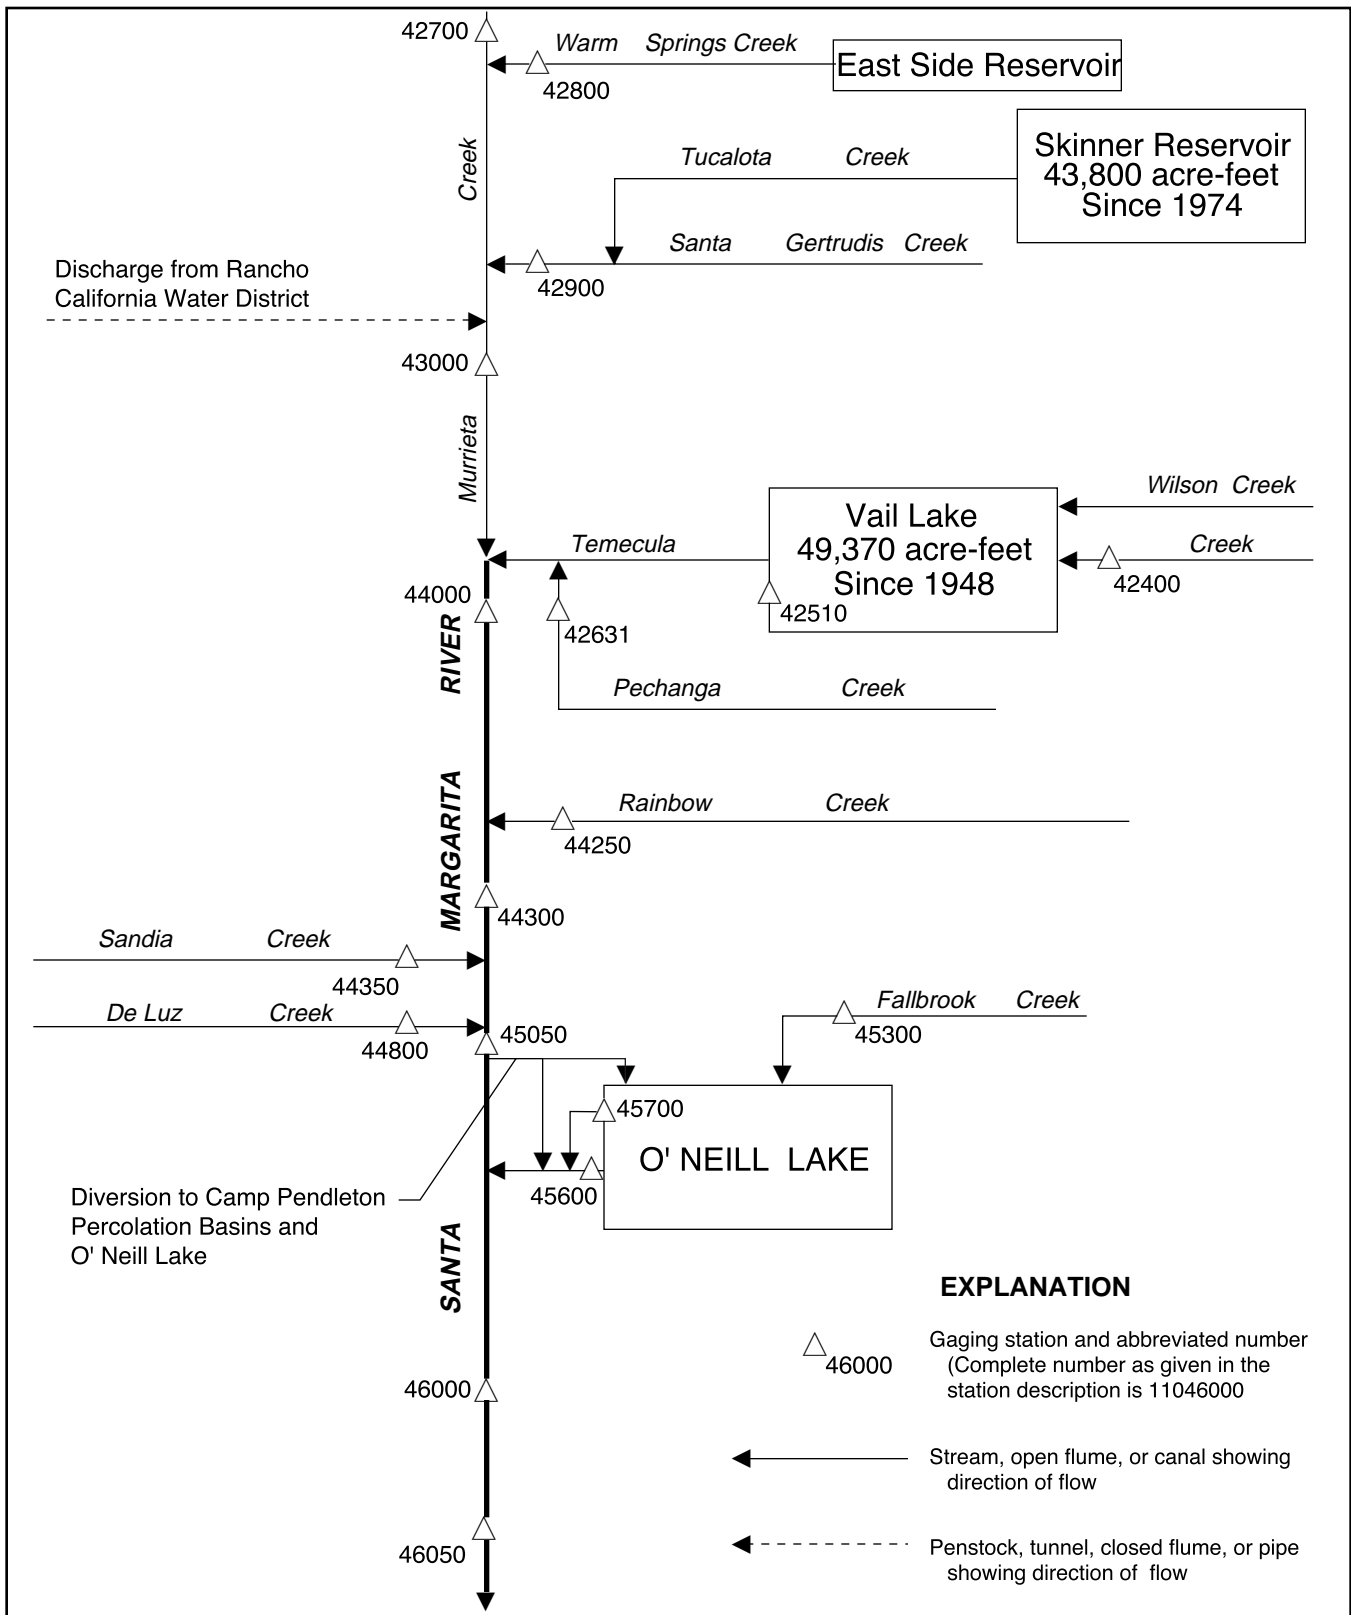 42700
Warm Springs Creek
East Side Reservoir
42800
Skinner Reservoir
43,800 acre-feet
Since 1974
Tucalota Creek
Creek
Santa Gertrudis Creek
42900
Discharge from Rancho
California Water District
43000
Murrieta
Wilson Creek
Vail Lake
49,370 acre-feet
Since 1948
Temecula
Creek
42400
42510
44000
42631
RIVER
Pechanga Creek
MARGARITA
Rainbow Creek
44250
44300
Sandia Creek
44350
De Luz Creek
44800
45050
Fallbrook Creek
45300
45700
O' NEILL LAKE
45600
Diversion to Camp Pendleton
Percolation Basins and
O' Neill Lake
SANTA
46000
46050
EXPLANATION
46000
Gaging station and abbreviated number
(Complete number as given in the
station description is 11046000
Stream, open flume, or canal showing
direction of flow
Penstock, tunnel, closed flume, or pipe
showing direction of flow